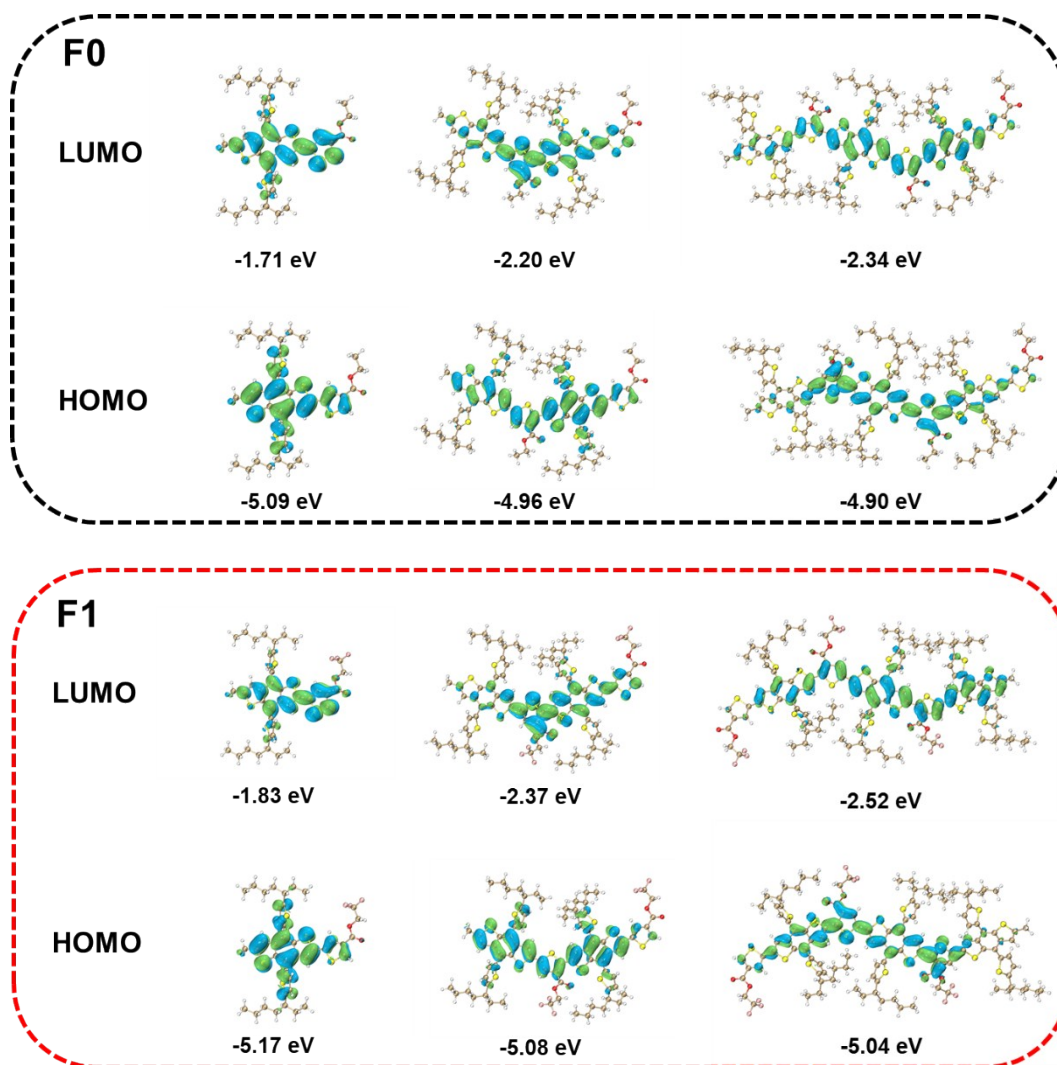 F0
LUMO
-1.71 eV -2.20 eV -2.34 eV
HOMO
-5.09 eV -4.96 eV -4.90 eV
F1
LUMO
-1.83 eV -2.37 eV -2.52 eV
HOMO
-5.17 eV -5.08 eV -5.04 eV